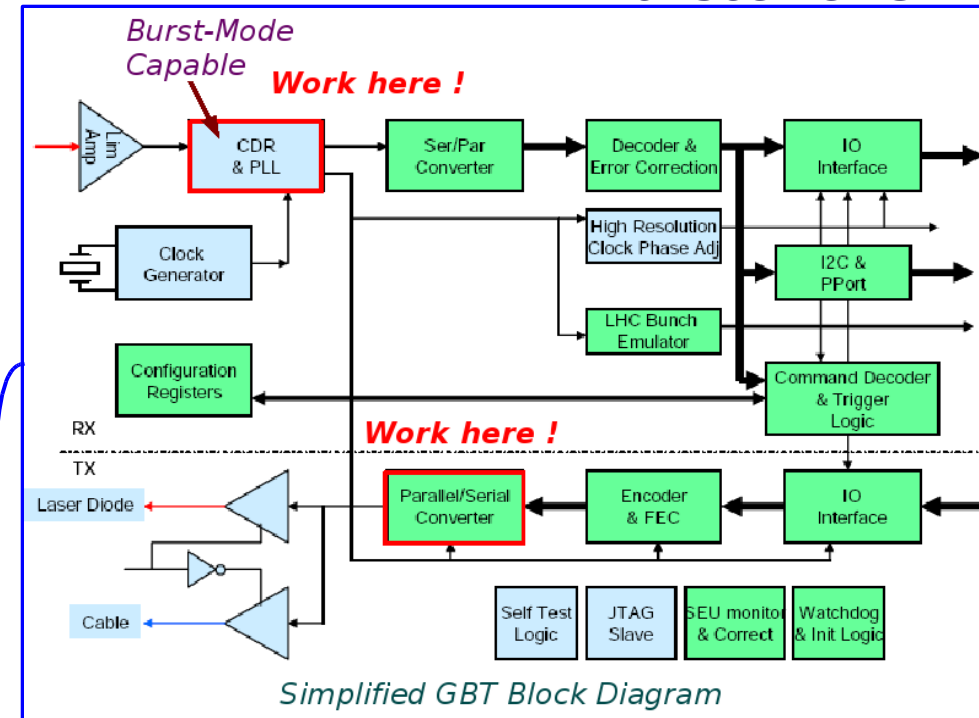 Burst-Mode
Capable
Work here !
Lim
Amp
CDR
& PLL
Ser/Par
Converter
Decoder &
Error Correction
IO
Interface
High Resolution
Clock Phase Adj
Clock
Generator
I2C &
PPort
LHC Bunch
Emulator
Configuration
Registers
Command Decoder
& Trigger
Logic
RX
Work here !
TX
Laser Diode
Parallel/Serial
Converter
Encoder
& FEC
IO
Interface
Cable
Self Test
Logic
JTAG
Slave
SEU monitor
& Correct
Watchdog
& Init Logic
Simplified GBT Block Diagram